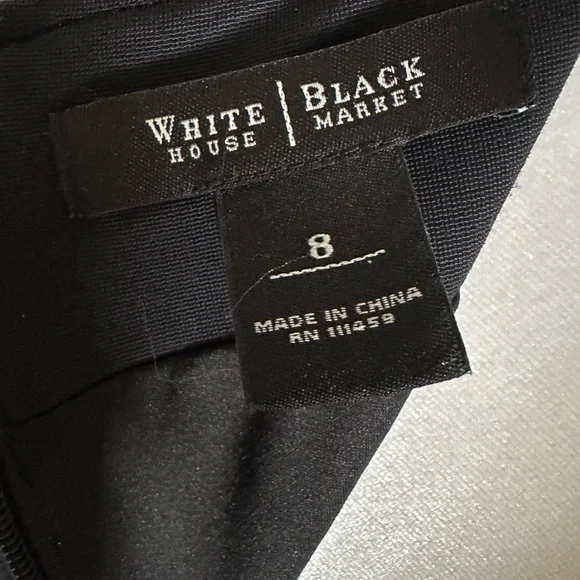 WHITE | BLACK
HOUSE | MARKET
8
MADE IN CHINA
RN 111459